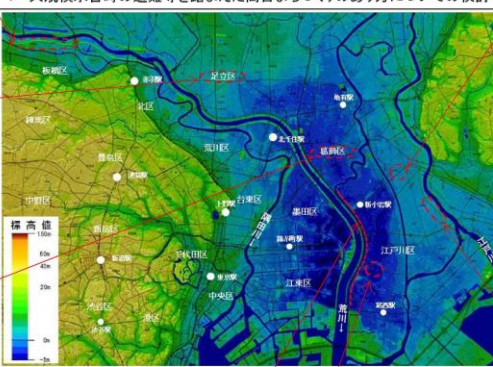 板橋区
赤羽駅
足立区
練馬区
北区
亀有駅
荒川区
北千住駅
葛飾区
豊島区
池袋駅
中野区
上野駅
台東区
隅田川
墨田区
新小岩駅
標高値
150m
60m
40m
20m
0m
-5m
新宿区
新宿駅
千代田区
錦糸町駅
江戸川区
東京駅
中央区
江東区
荒川
葛西駅
渋谷区
渋谷駅
港区